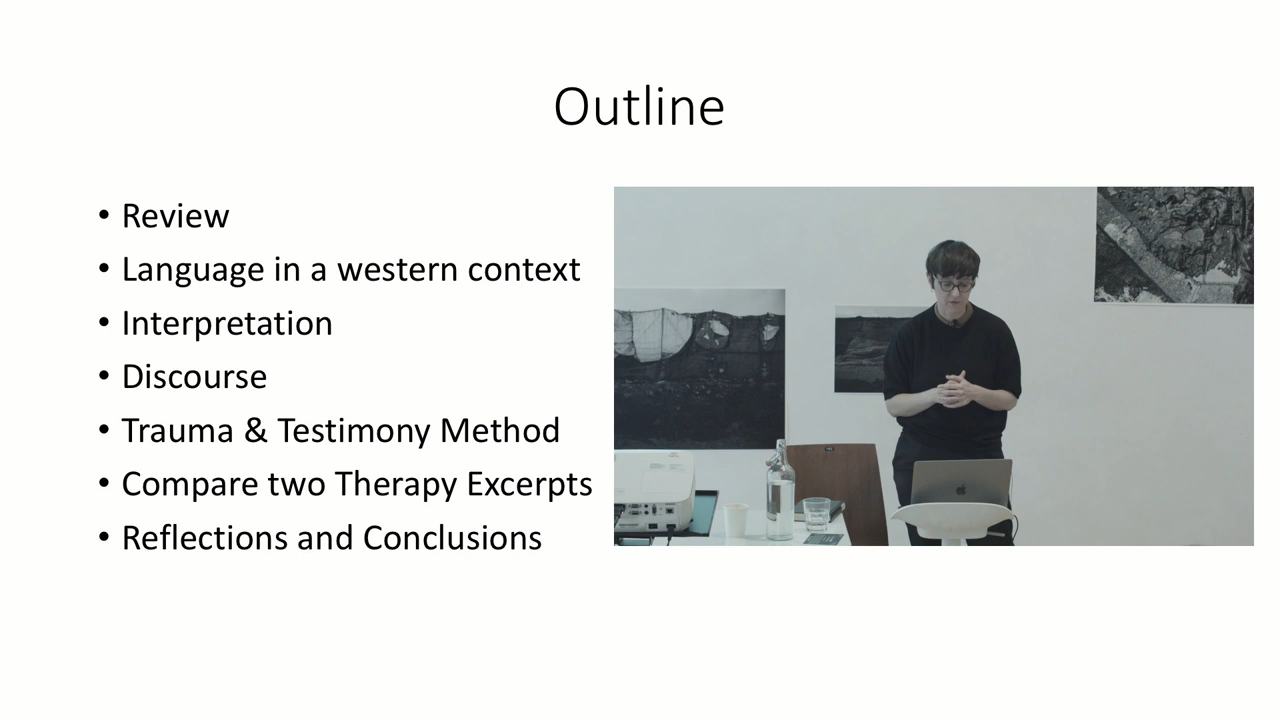 Outline
• Review
• Language in a western context
• Interpretation
• Discourse
• Trauma & Testimony Method
• Compare two Therapy Excerpts
• Reflections and Conclusions